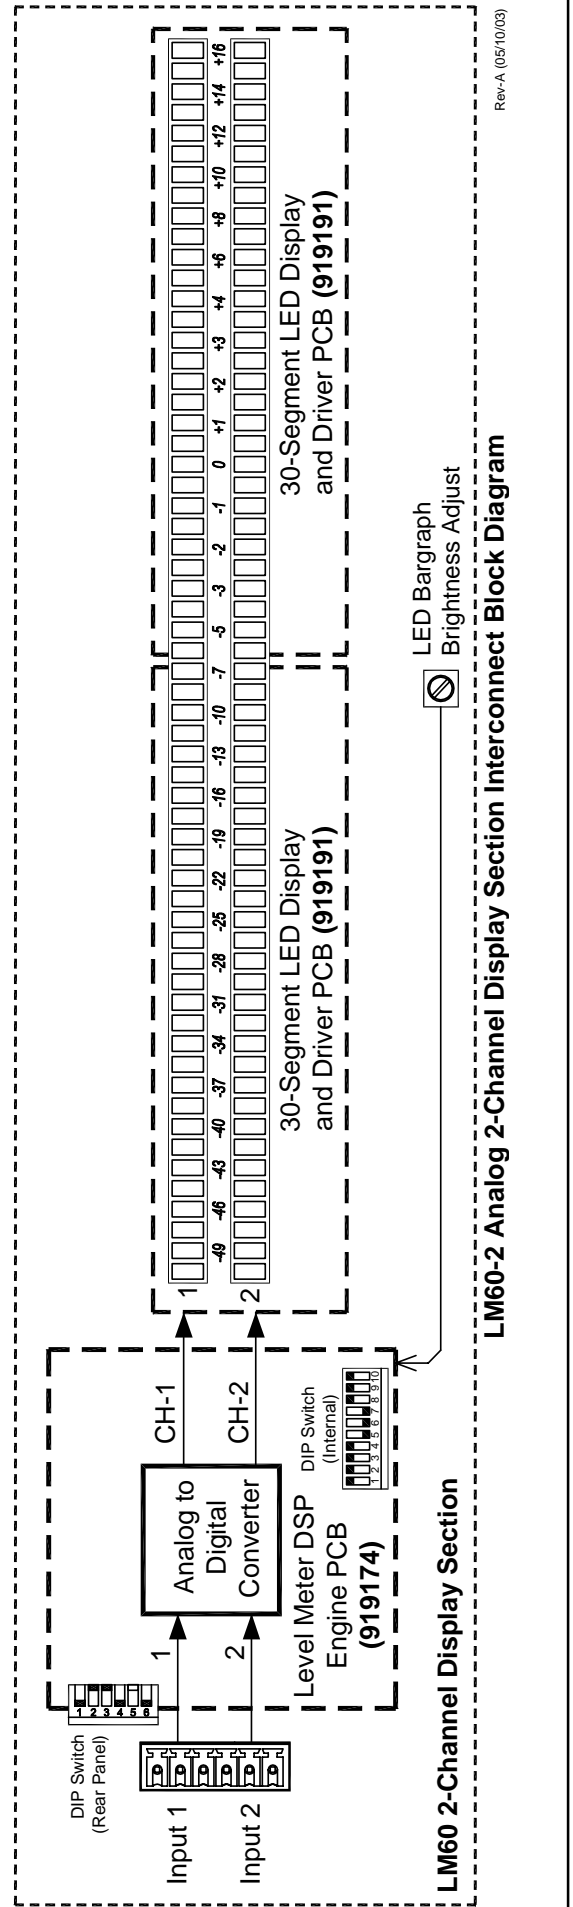 DIP Switch
(Rear Panel)
1 2 3 4 5 6
Input 1
Input 2
1
2
Analog to
Digital
Converter
CH-1
CH-2
Level Meter DSP
Engine PCB
(919174)
DIP Switch
(Internal)
1 2 3 4 5 6 7 8 9 10
1
2
-49 -46 -43 -40 -37 -34 -31 -28 -25 -22 -19 -16 -13 -10 -7 -5 -3 -2 -1 0 +1 +2 +3 +4 +6 +8 +10 +12 +14 +16
30-Segment LED Display
and Driver PCB (919191)
30-Segment LED Display
and Driver PCB (919191)
LED Bargraph
Brightness Adjust
LM60 2-Channel Display Section
LM60-2 Analog 2-Channel Display Section Interconnect Block Diagram
Rev-A (05/10/03)